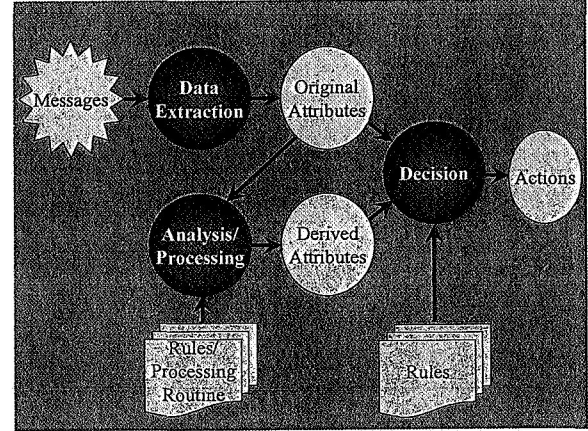 Messages
Data
Extraction
Original
Attributes
Decision
Actions
Analysis/
Processing
Derived
Attributes
Rules/
Processing
Routine
Rules